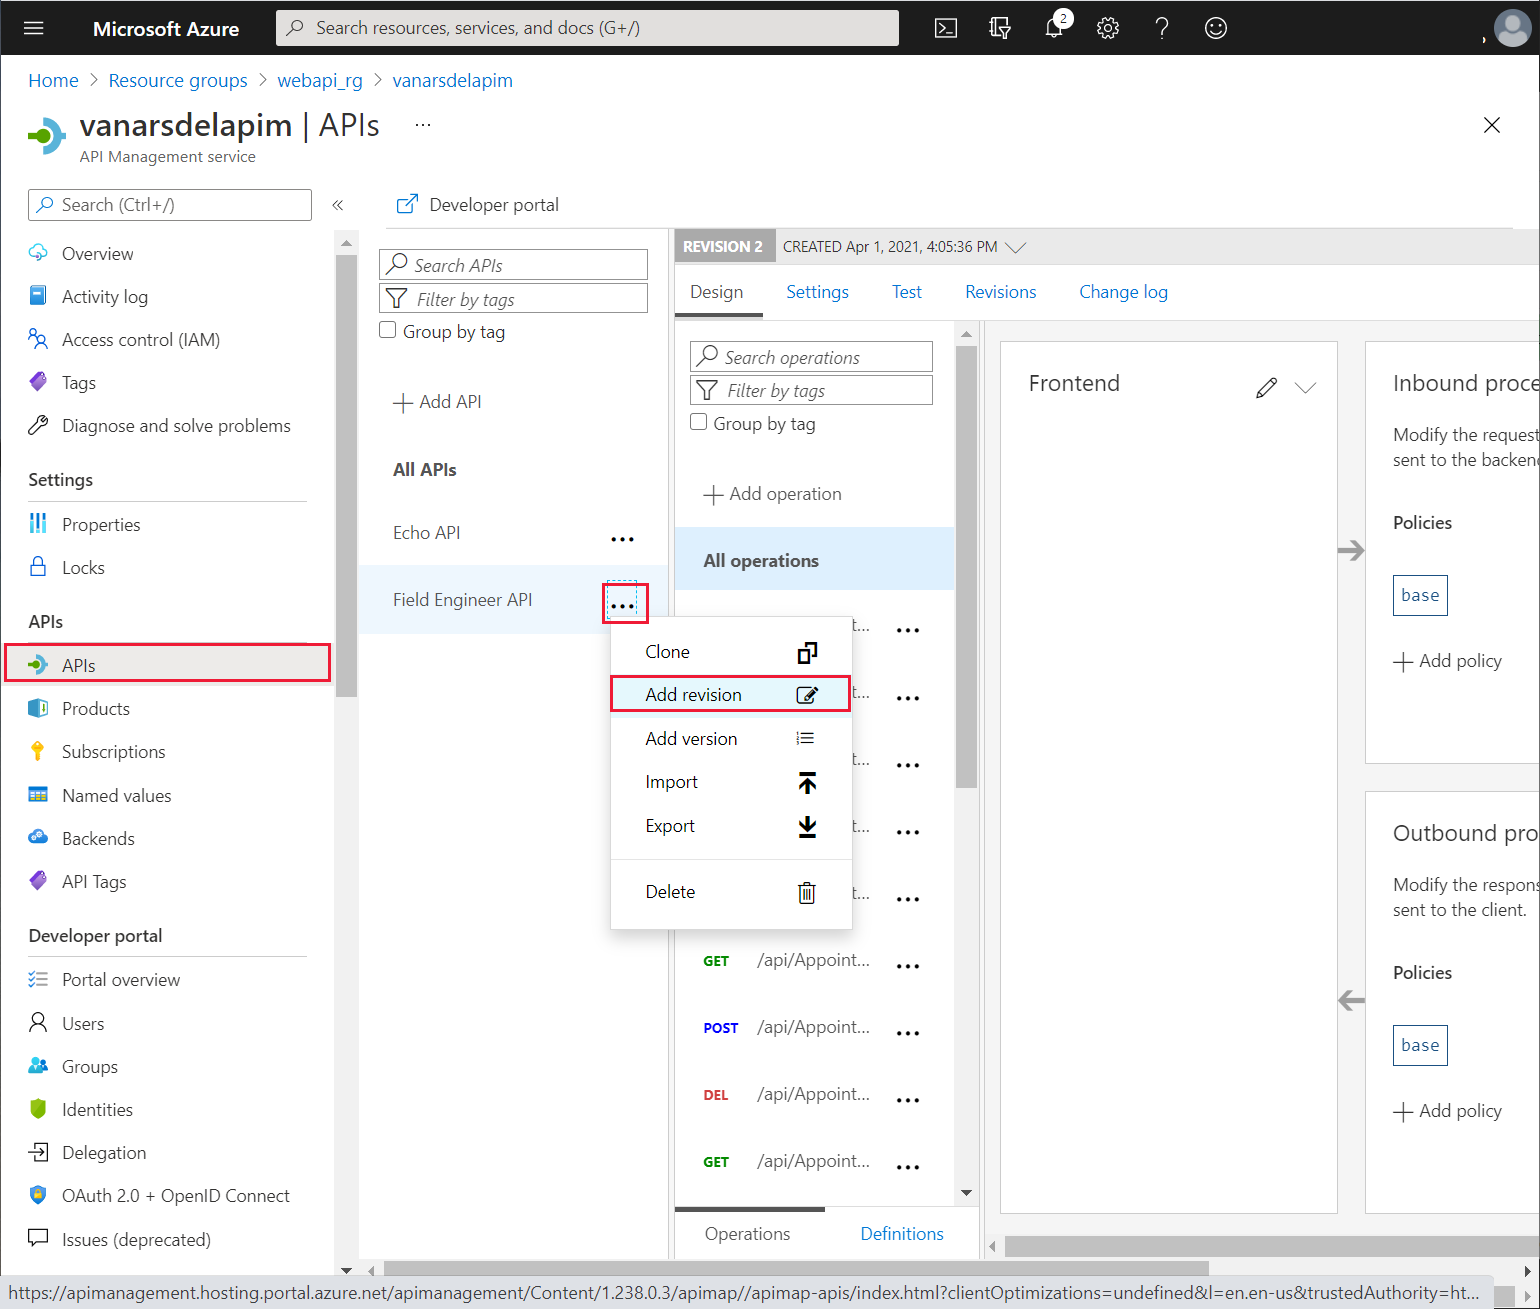 Microsoft Azure
Search resources, services, and docs (G+/)
2
Home > Resource groups > webapi_rg > vanarsdelapim
vanarsdelapim | APIs ...
API Management service
Search (Ctrl+/)
«
Overview
Activity log
Access control (IAM)
Tags
Diagnose and solve problems
Settings
Properties
Locks
APIs
APIs
Products
Subscriptions
Named values
Backends
API Tags
Developer portal
Portal overview
Users
Groups
Identities
Delegation
OAuth 2.0 + OpenID Connect
Issues (deprecated)
Developer portal
Search APIs
Filter by tags
Group by tag
+ Add API
All APIs
Echo API ...
Field Engineer API ...
Clone
Add revision
Add version
Import
Export
Delete
REVISION 2 CREATED Apr 1, 2021, 4:05:36 PM
Design Settings Test Revisions Change log
Search operations
Filter by tags
Group by tag
+ Add operation
All operations
t... ...
t... ...
t... ...
t... ...
t... ...
GET /api/Appoint... ...
POST /api/Appoint... ...
DEL /api/Appoint... ...
GET /api/Appoint... ...
Operations Definitions
Frontend
Inbound proce
Modify the request
sent to the backend
Policies
base
+ Add policy
Outbound pro
Modify the respons
sent to the client.
Policies
base
+ Add policy
https://apimanagement.hosting.portal.azure.net/apimanagement/Content/1.238.0.3/apimap//apimap-apis/index.html?clientOptimizations=undefined&l=en.en-us&trustedAuthority=ht...